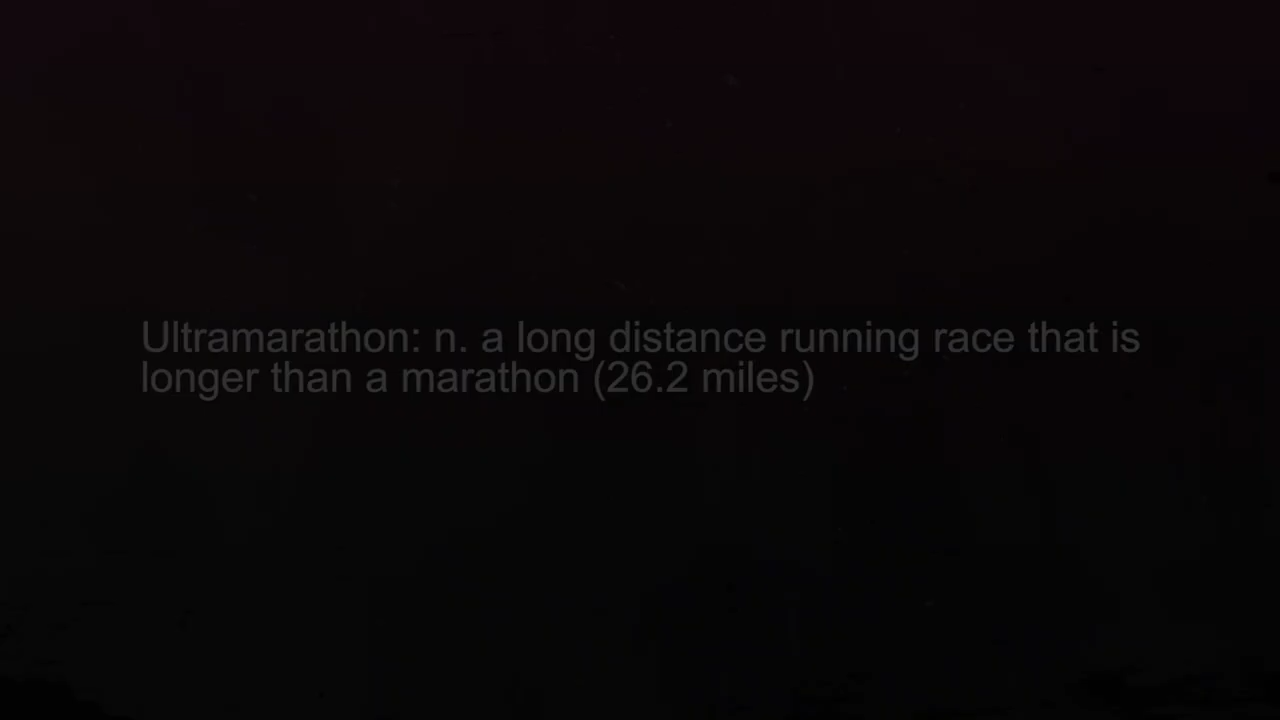 Ultramarathon: n. a long distance running race that is
longer than a marathon (26.2 miles)